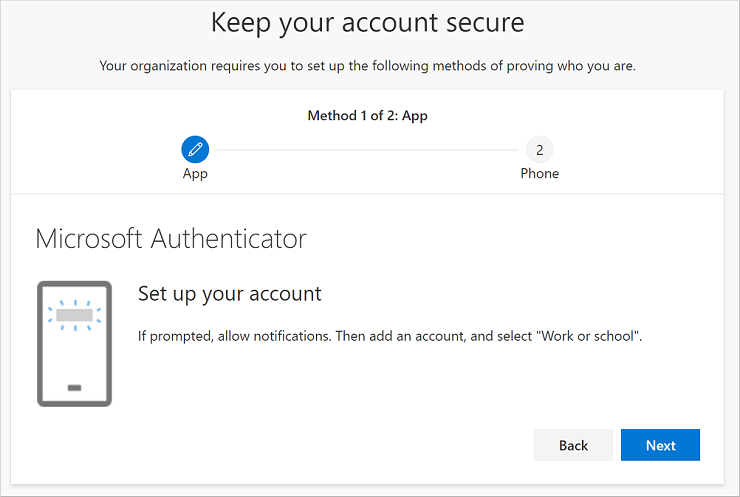 Keep your account secure
Your organization requires you to set up the following methods of proving who you are.
Method 1 of 2: App
2
App
Phone
Microsoft Authenticator
Set up your account
If prompted, allow notifications. Then add an account, and select "Work or school".
Back
Next